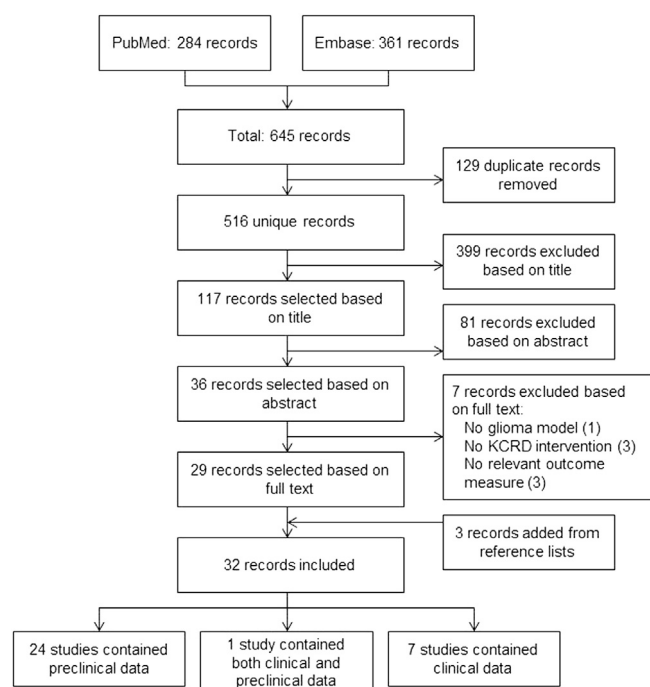 PubMed: 284 records
Embase: 361 records
Total: 645 records
129 duplicate records
removed
516 unique records
399 records excluded
based on title
117 records selected based
on title
81 records excluded
based on abstract
36 records selected based on
abstract
7 records excluded based
on full text:
No glioma model (1)
No KCRD intervention (3)
No relevant outcome
measure (3)
29 records selected based on
full text
3 records added from
reference lists
32 records included
24 studies contained
preclinical data
1 study contained
both clinical and
preclinical data
7 studies contained
clinical data